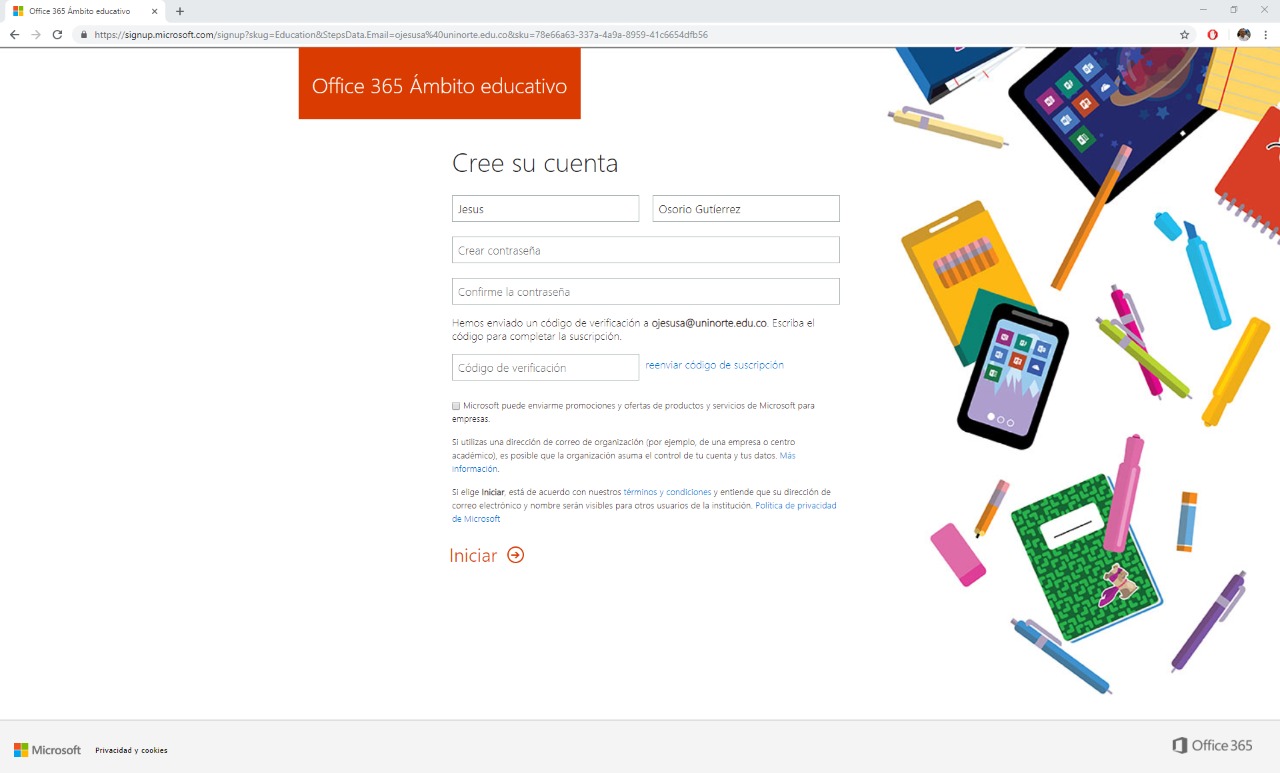 Office 365 Ámbito educativo
https://signup.microsoft.com/signup?skug=Education&StepsData.Email=ojesusa%40uninorte.edu.co&sku=78e66a63-337a-4a9a-8959-41c6654dfb56
Office 365 Ámbito educativo
Cree su cuenta
Jesus Osorio Gutierrez
Crear contraseña
Confirme la contraseña
Hemos enviado un código de verificación a ojesusa@uninorte.edu.co. Escriba el
código para completar la suscripción.
Código de verificación reenviar código de suscripción
Microsoft puede enviarme promociones y ofertas de productos y servicios de Microsoft para
empresas.
Si utilizas una dirección de correo de organización (por ejemplo, de una empresa o centro
académico), es posible que la organización asuma el control de tu cuenta y tus datos. Más
información.
Si elige Iniciar, está de acuerdo con nuestros términos y condiciones y entiende que su dirección de
correo electrónico y nombre serán visibles para otros usuarios de la institución. Política de privacidad
de Microsoft
Iniciar
Microsoft Privacidad y cookies
Office 365